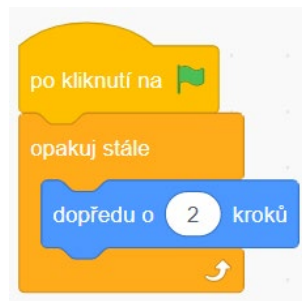 po kliknutí na
opakuj stále
dopředu o 2 kroků